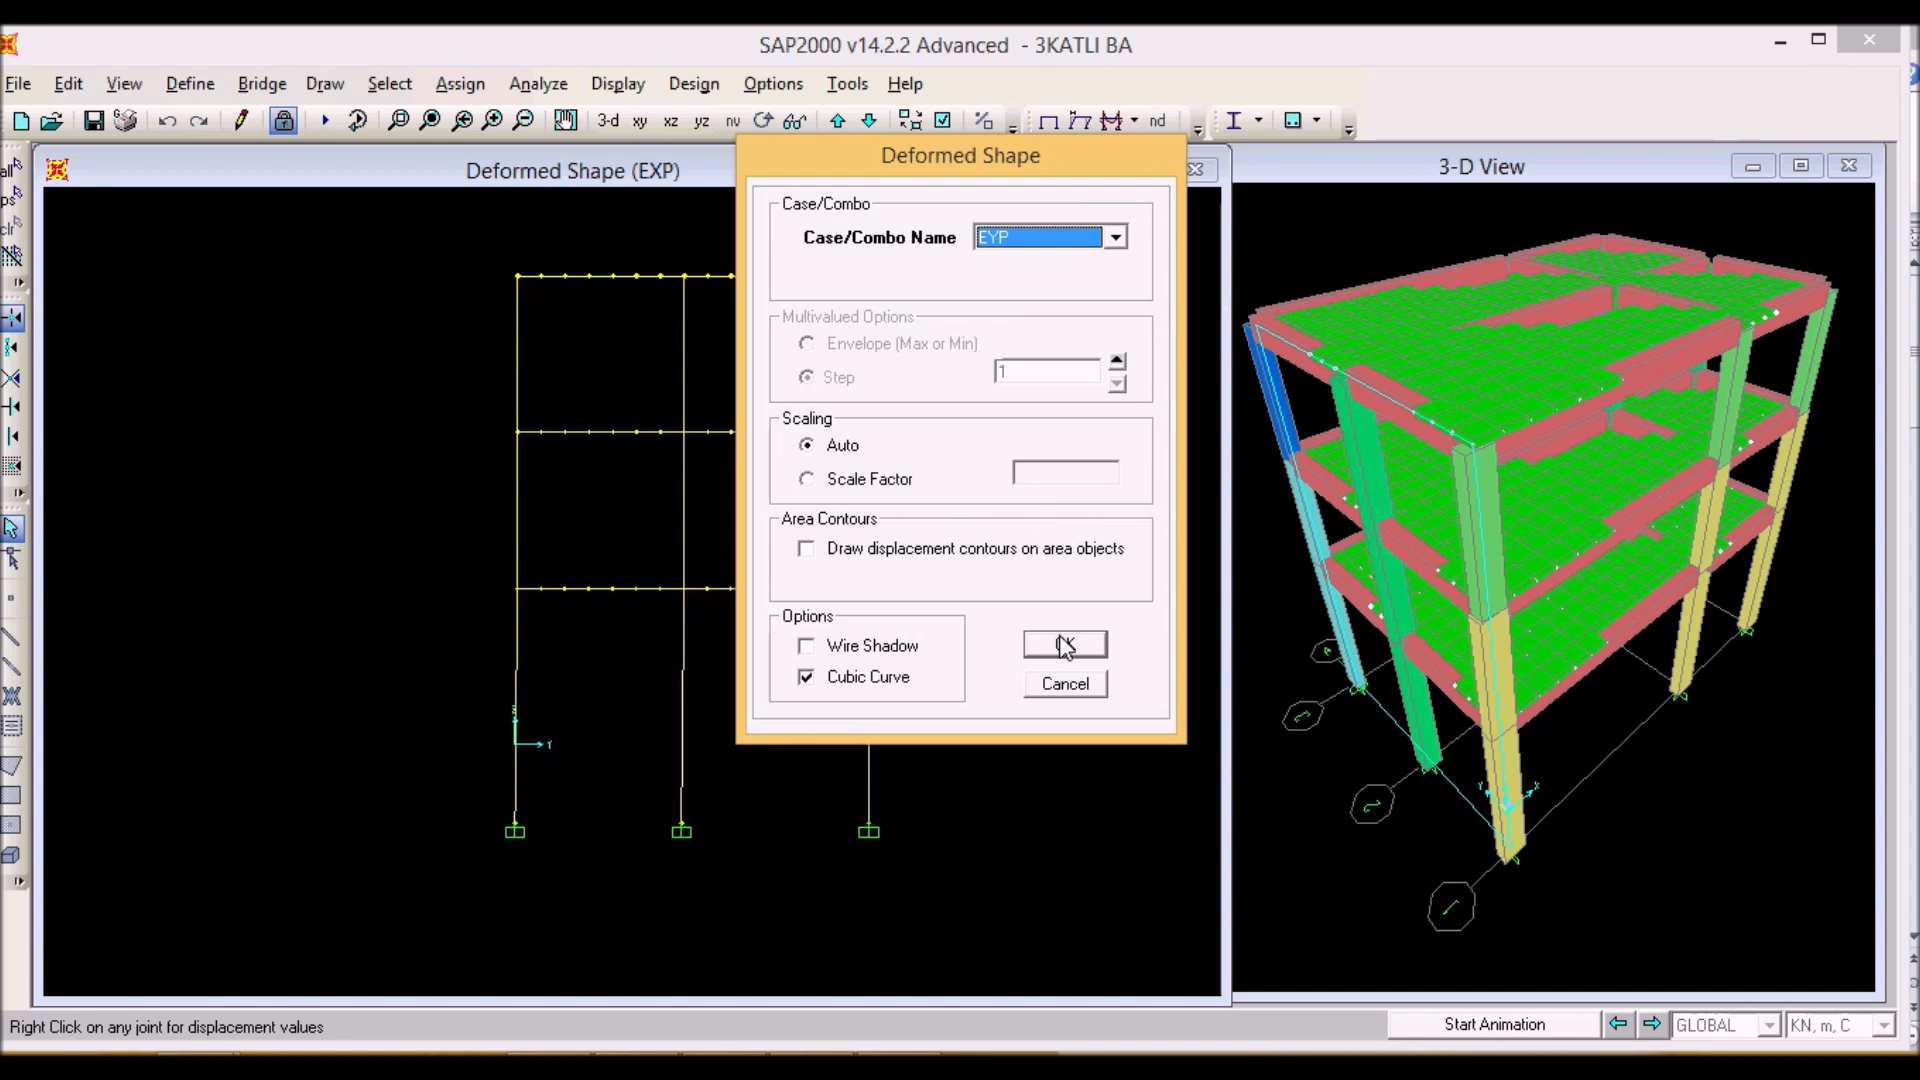 SAP2000 v14.2.2 Advanced - 3KATLI BA
File Edit View Define Bridge Draw Select Assign Analyze Display Design Options Tools Help
3-d xy xz yz nv nd
all
ps
clr
Deformed Shape (EXP)
Deformed Shape
3-D View
Case/Combo
Case/Combo Name EYP
Multivalued Options
Envelope (Max or Min)
Step 1
Scaling
Auto
Scale Factor
Area Contours
Draw displacement contours on area objects
Options
Wire Shadow
Cubic Curve
Cancel
Y
Right Click on any joint for displacement values
Start Animation
GLOBAL
KN, m, C